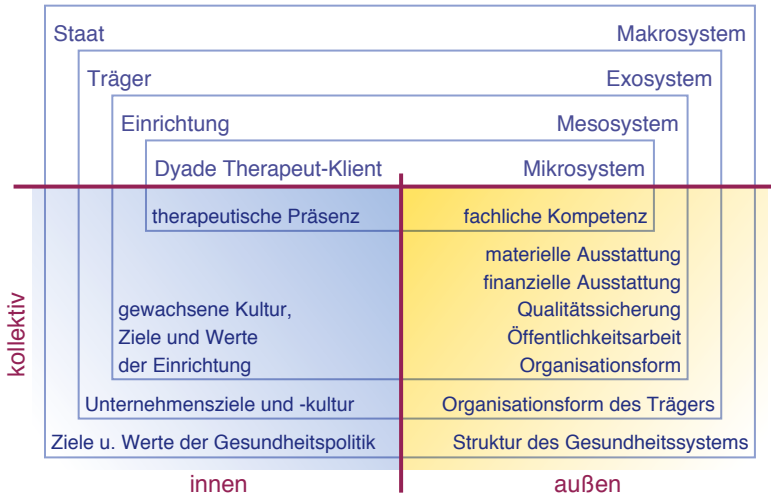 Staat Makrosystem
Träger Exosystem
Einrichtung Mesosystem
Dyade Therapeut-Klient Mikrosystem
therapeutische Präsenz fachliche Kompetenz
materielle Ausstattung
finanzielle Ausstattung
gewachsene Kultur, Qualitätssicherung
Ziele und Werte Öffentlichkeitsarbeit
der Einrichtung Organisationsform
Unternehmensziele und -kultur Organisationsform des Trägers
Ziele u. Werte der Gesundheitspolitik Struktur des Gesundheitssystems
kollektiv
innen außen